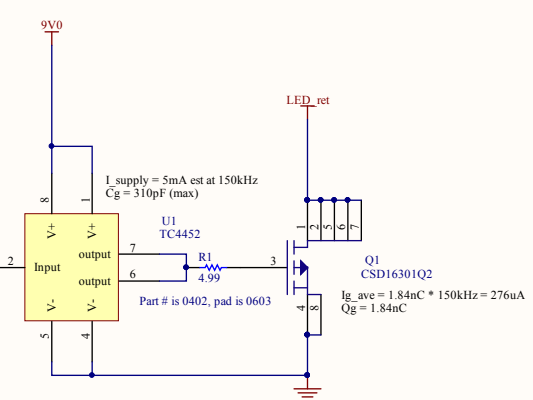 9V0
LED_ret
I_supply = 5mA est at 150kHz
Cg = 310pF (max)
8
1
V+
V+
U1
TC4452
1
2
5
6
7
2
Input
output
7
output
6
R1
4.99
3
Q1
CSD16301Q2
Part # is 0402, pad is 0603
Ig_ave = 1.84nC * 150kHz = 276uA
Qg = 1.84nC
V-
V-
5
4
4
8